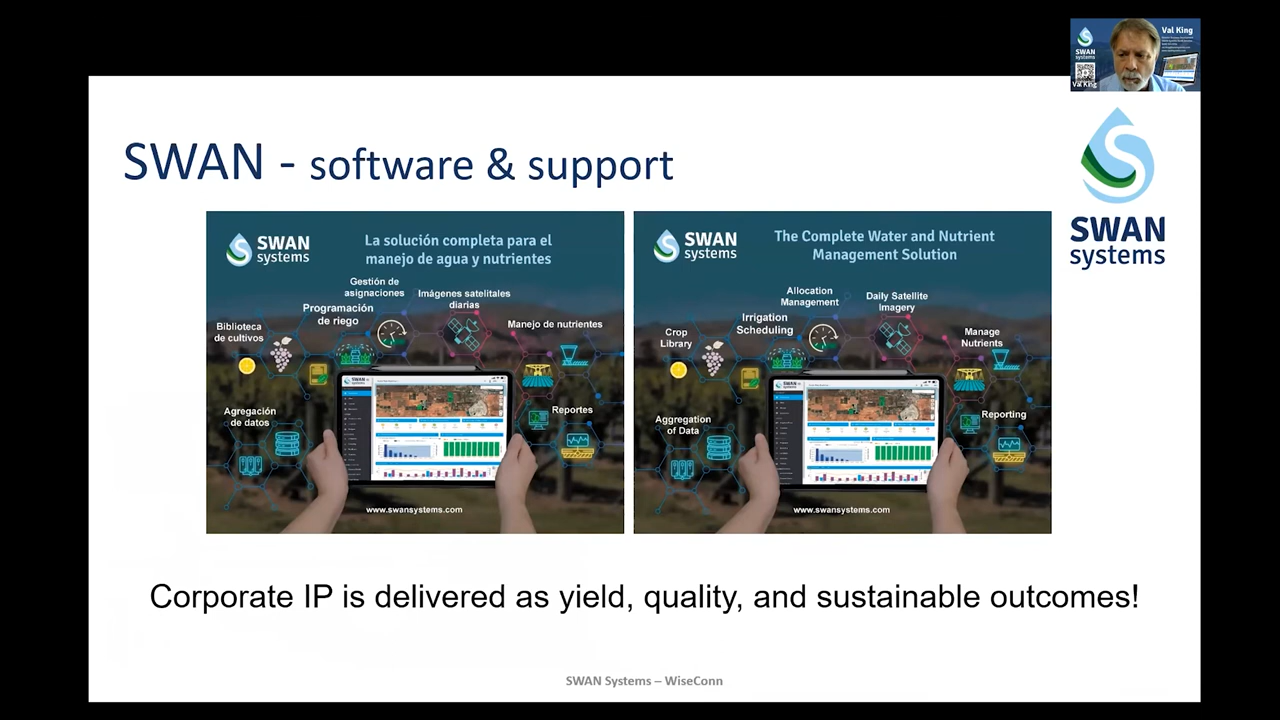 Val King
SWAN
systems
Val King
SWAN - software & support
SWAN
systems
SWAN
systems
La solución completa para el
manejo de agua y nutrientes
Gestión de
asignaciones
Imágenes satelitales
diarias
Programación
de riego
Biblioteca
de cultivos
Manejo de nutrientes
Agregación
de datos
Reportes
www.swansystems.com
SWAN
systems
The Complete Water and Nutrient
Management Solution
Allocation
Management
Daily Satellite
Imagery
Irrigation
Scheduling
Crop
Library
Manage
Nutrients
Aggregation
of Data
Reporting
www.swansystems.com
Corporate IP is delivered as yield, quality, and sustainable outcomes!
SWAN Systems – WiseConn